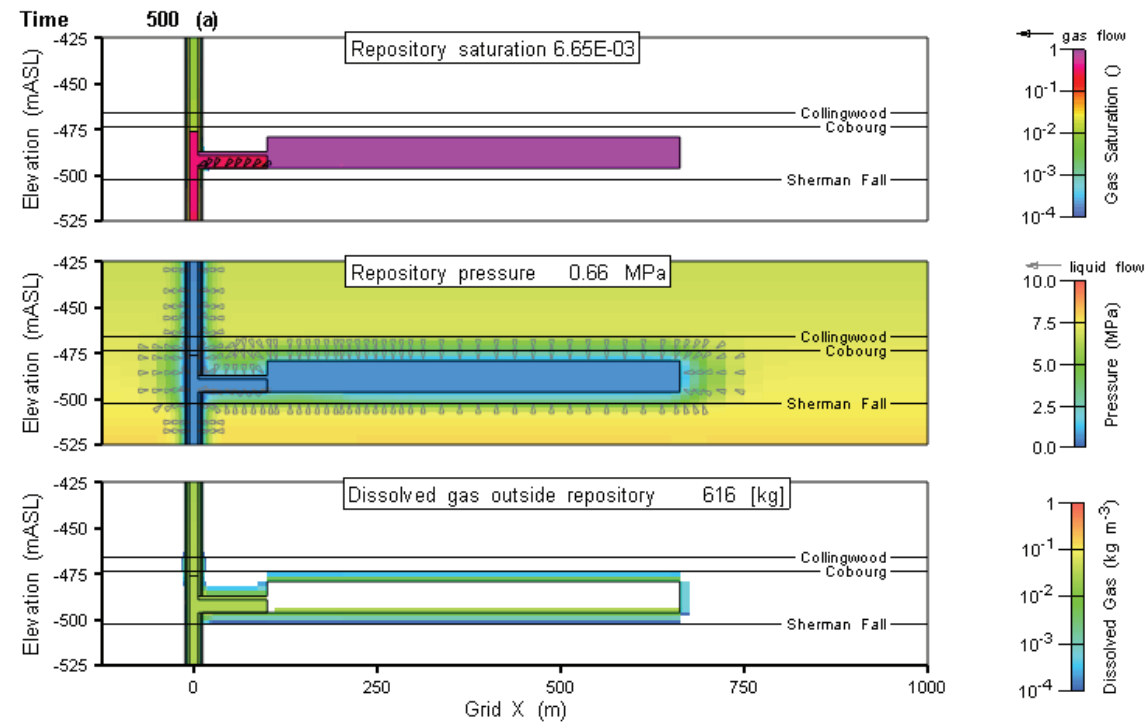 Time 500 (a)
Elevation (mASL)
-425
-450
-475
-500
-525
Repository saturation 6.65E-03
Collingwood
Cobourg
Sherman Fall
gas flow
1
10-1
10-2
10-3
10-4
Gas Saturation ()
Elevation (mASL)
-425
-450
-475
-500
-525
Repository pressure 0.66 MPa
Collingwood
Cobourg
Sherman Fall
liquid flow
10.0
7.5
5.0
2.5
0.0
Pressure (MPa)
Elevation (mASL)
-425
-450
-475
-500
-525
Dissolved gas outside repository 616 [kg]
Collingwood
Cobourg
Sherman Fall
1
10-1
10-2
10-3
10-4
Dissolved Gas (kg m-3)
0 250 500 750 1000
Grid X (m)